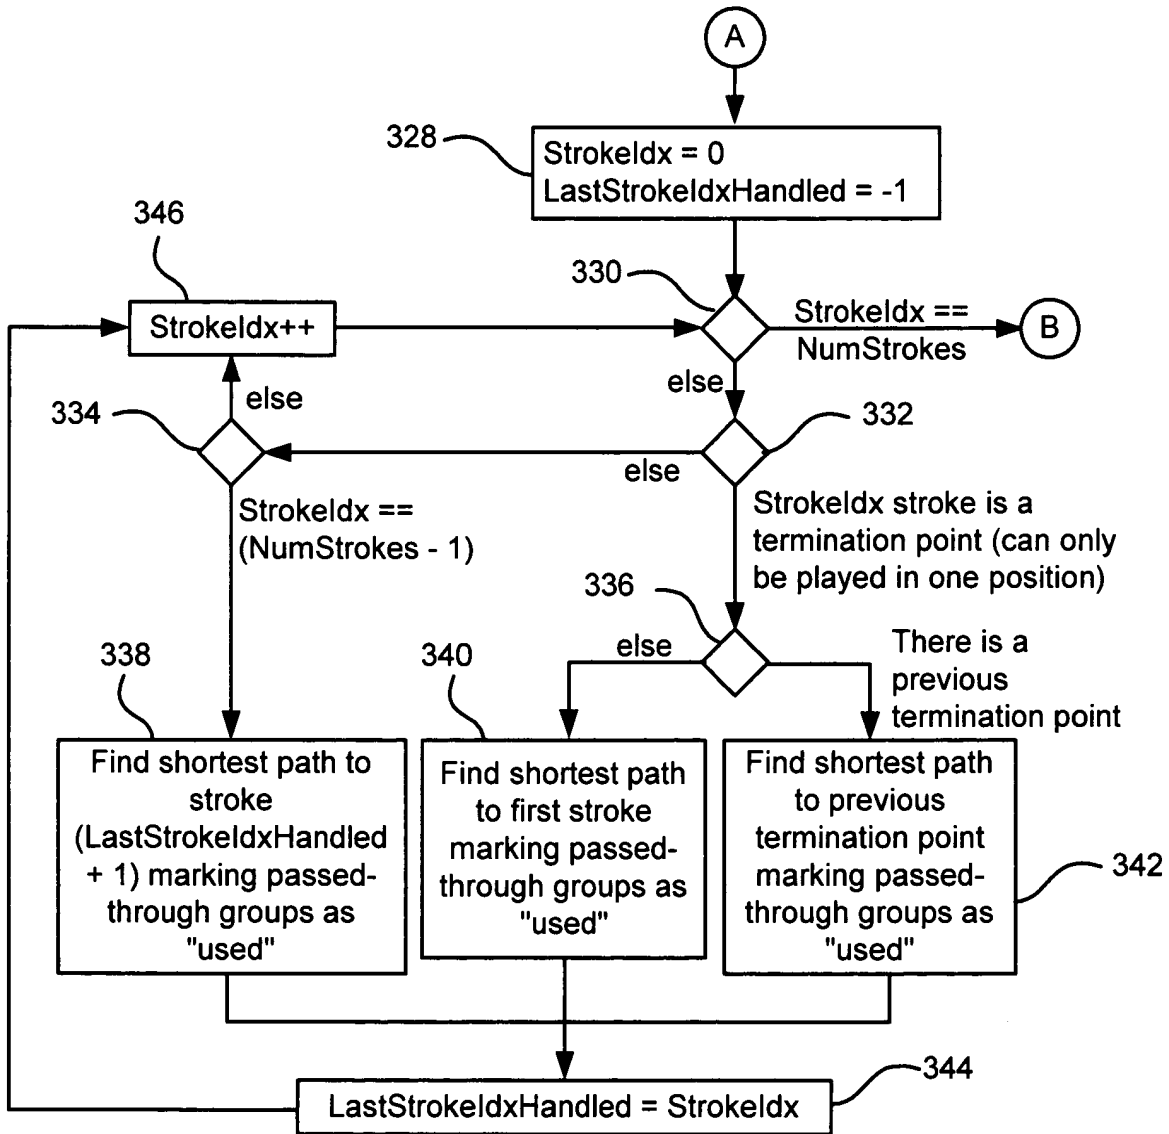 A
328
StrokeIdx = 0
LastStrokeIdxHandled = -1
346
330
StrokeIdx++
StrokeIdx ==
NumStrokes
B
else
else
334
332
else
StrokeIdx ==
(NumStrokes - 1)
StrokeIdx stroke is a
termination point (can only
be played in one position)
336
else
There is a
previous
termination point
338
340
Find shortest path to
stroke
(LastStrokeIdxHandled
+ 1) marking passed-
through groups as
"used"
Find shortest path
to first stroke
marking passed-
through groups as
"used"
Find shortest path
to previous
termination point
marking passed-
through groups as
"used"
342
344
LastStrokeIdxHandled = StrokeIdx